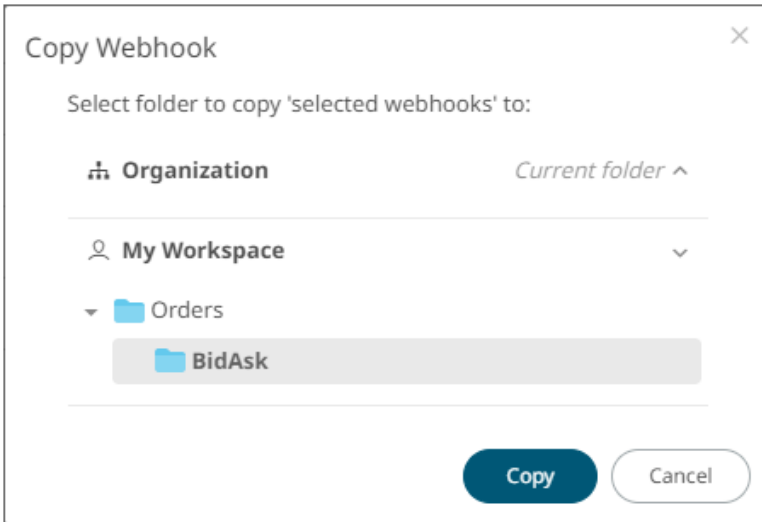 Copy Webhook
Select folder to copy 'selected webhooks' to:
Organization Current folder
My Workspace
Orders
BidAsk
Copy Cancel